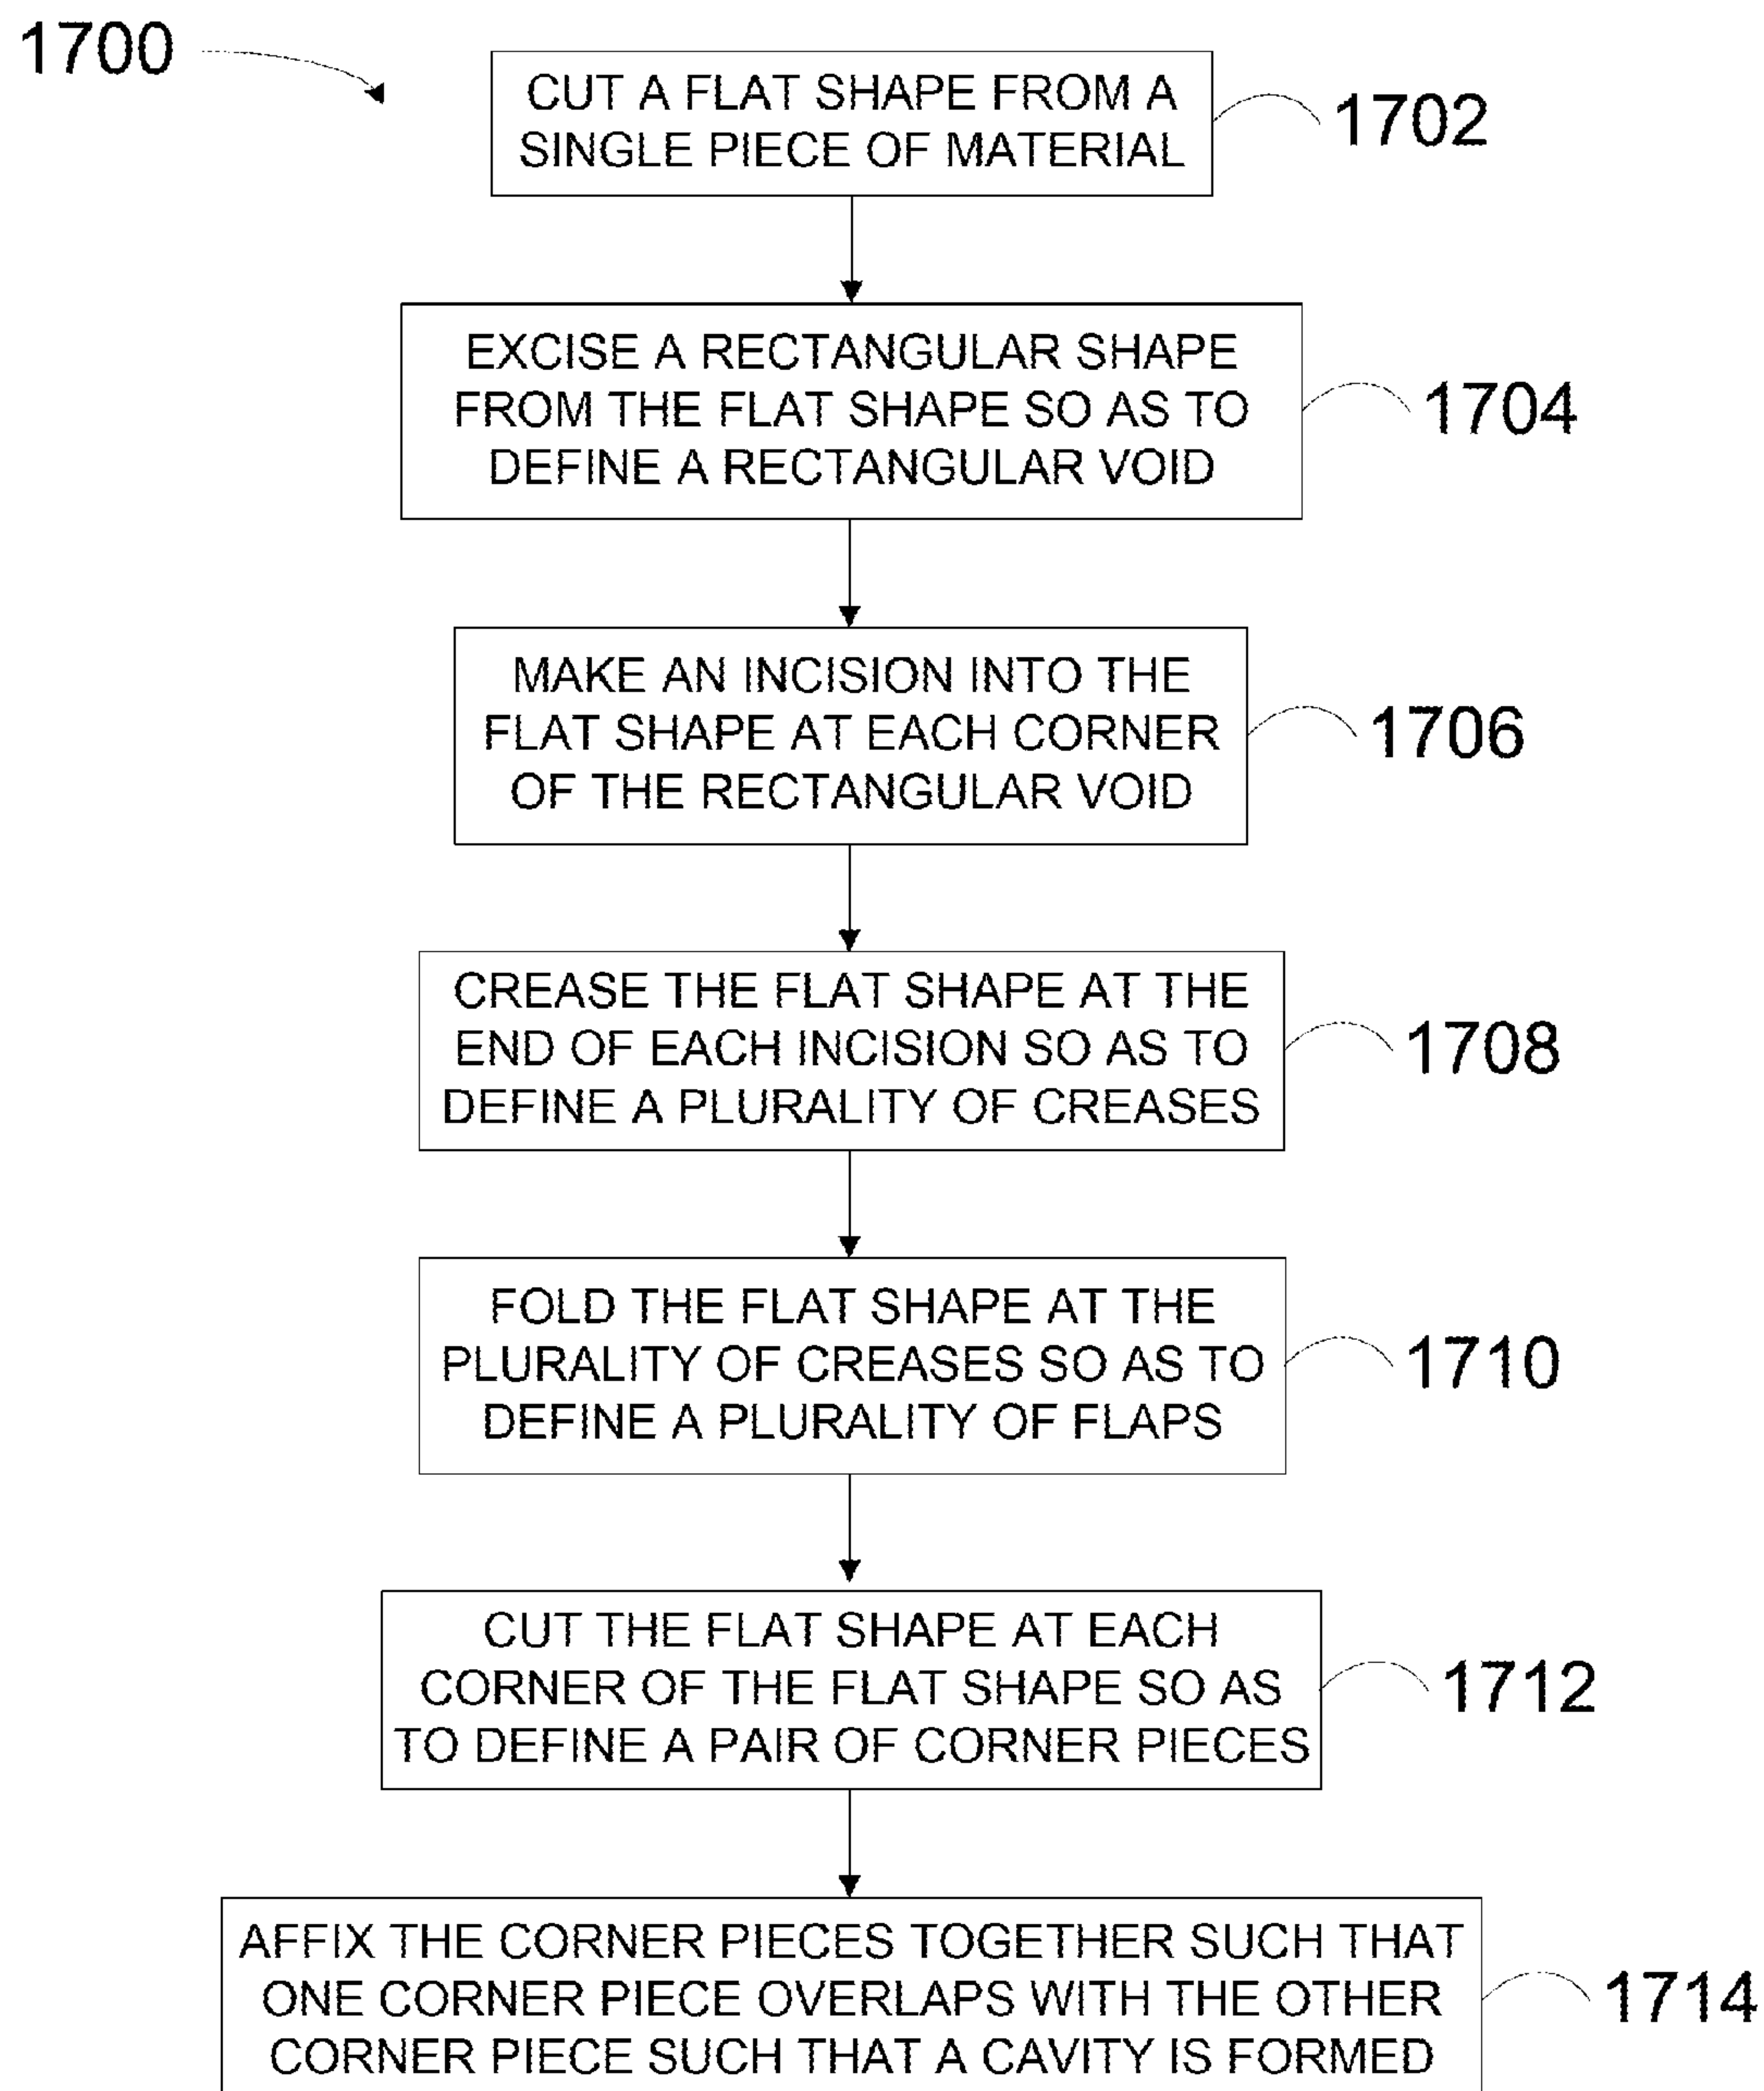 1700
CUT A FLAT SHAPE FROM A
SINGLE PIECE OF MATERIAL
1702
EXCISE A RECTANGULAR SHAPE
FROM THE FLAT SHAPE SO AS TO
DEFINE A RECTANGULAR VOID
1704
MAKE AN INCISION INTO THE
FLAT SHAPE AT EACH CORNER
OF THE RECTANGULAR VOID
1706
CREASE THE FLAT SHAPE AT THE
END OF EACH INCISION SO AS TO
DEFINE A PLURALITY OF CREASES
1708
FOLD THE FLAT SHAPE AT THE
PLURALITY OF CREASES SO AS TO
DEFINE A PLURALITY OF FLAPS
1710
CUT THE FLAT SHAPE AT EACH
CORNER OF THE FLAT SHAPE SO AS
TO DEFINE A PAIR OF CORNER PIECES
1712
AFFIX THE CORNER PIECES TOGETHER SUCH THAT
ONE CORNER PIECE OVERLAPS WITH THE OTHER
CORNER PIECE SUCH THAT A CAVITY IS FORMED
1714